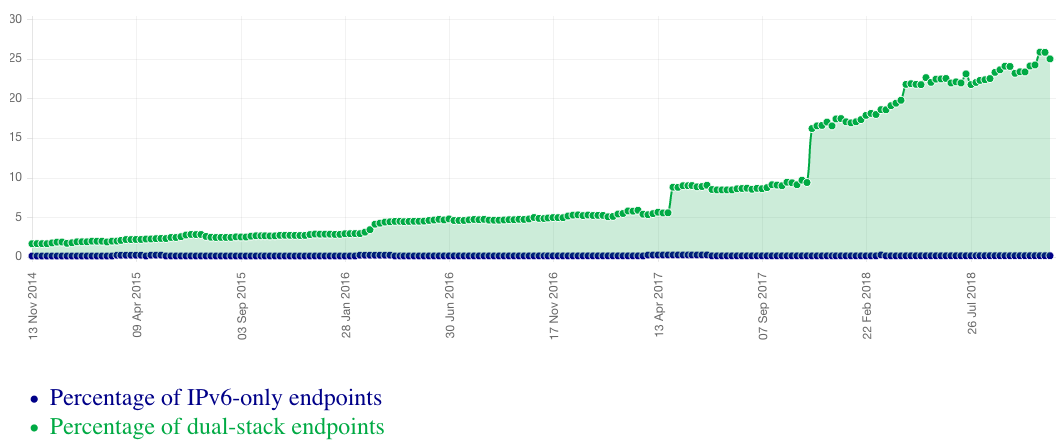 30
25
20
15
10
5
0
13 Nov 2014
09 Apr 2015
03 Sep 2015
28 Jan 2016
30 Jun 2016
17 Nov 2016
13 Apr 2017
07 Sep 2017
22 Feb 2018
26 Jul 2018
Percentage of IPv6-only endpoints
Percentage of dual-stack endpoints